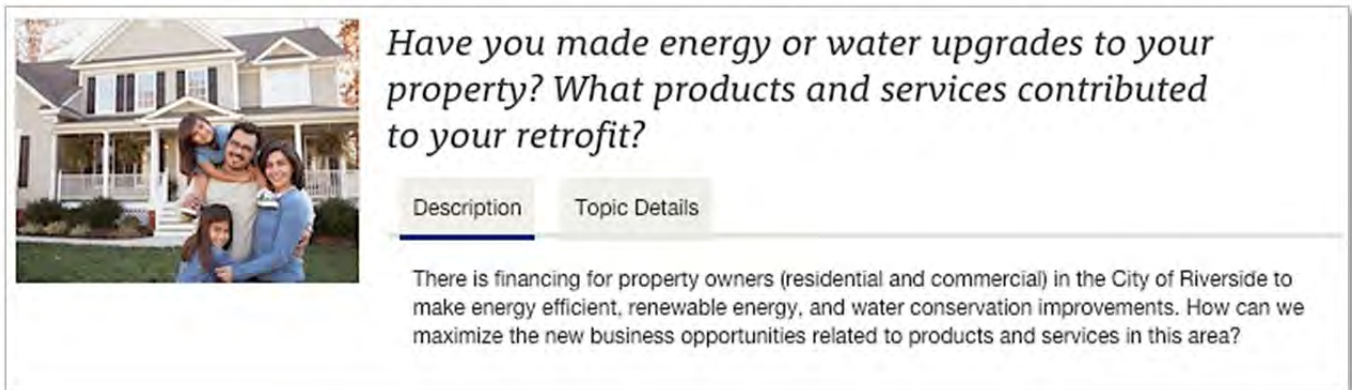 Have you made energy or water upgrades to your
property? What products and services contributed
to your retrofit?
Description
Topic Details
There is financing for property owners (residential and commercial) in the City of Riverside to
make energy efficient, renewable energy, and water conservation improvements. How can we
maximize the new business opportunities related to products and services in this area?